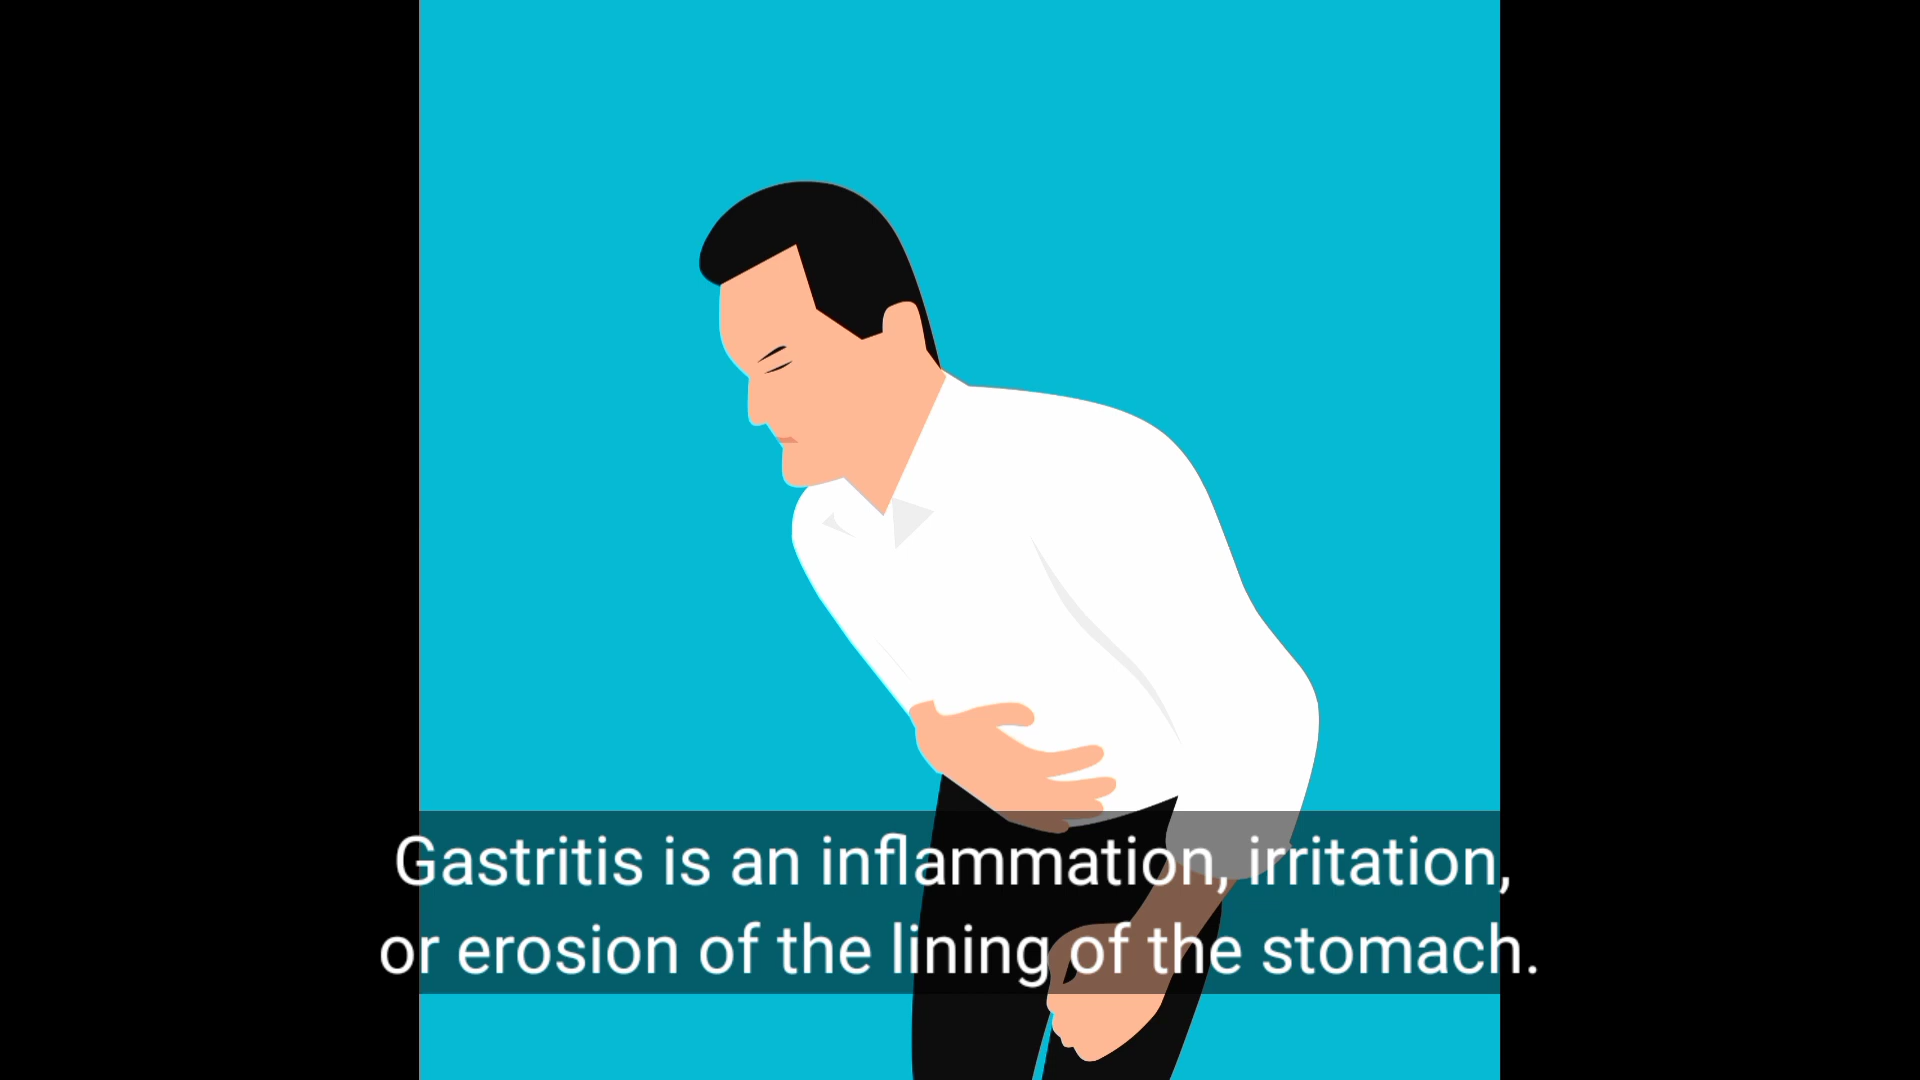 Gastritis is an inflammation, irritation,
or erosion of the lining of the stomach.